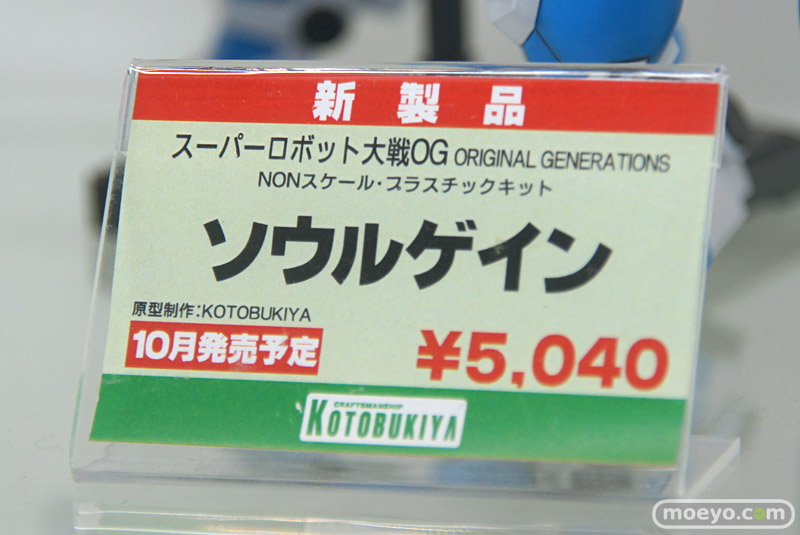 新製品
スーパーロボット大戦OG ORIGINAL GENERATIONS
NONスケール・プラスチックキット
ソウルゲイン
原型制作:KOTOBUKIYA
10月発売予定
¥5,040
CRAFTSMANSHIP
KOTOBUKIYA
moeyo.com